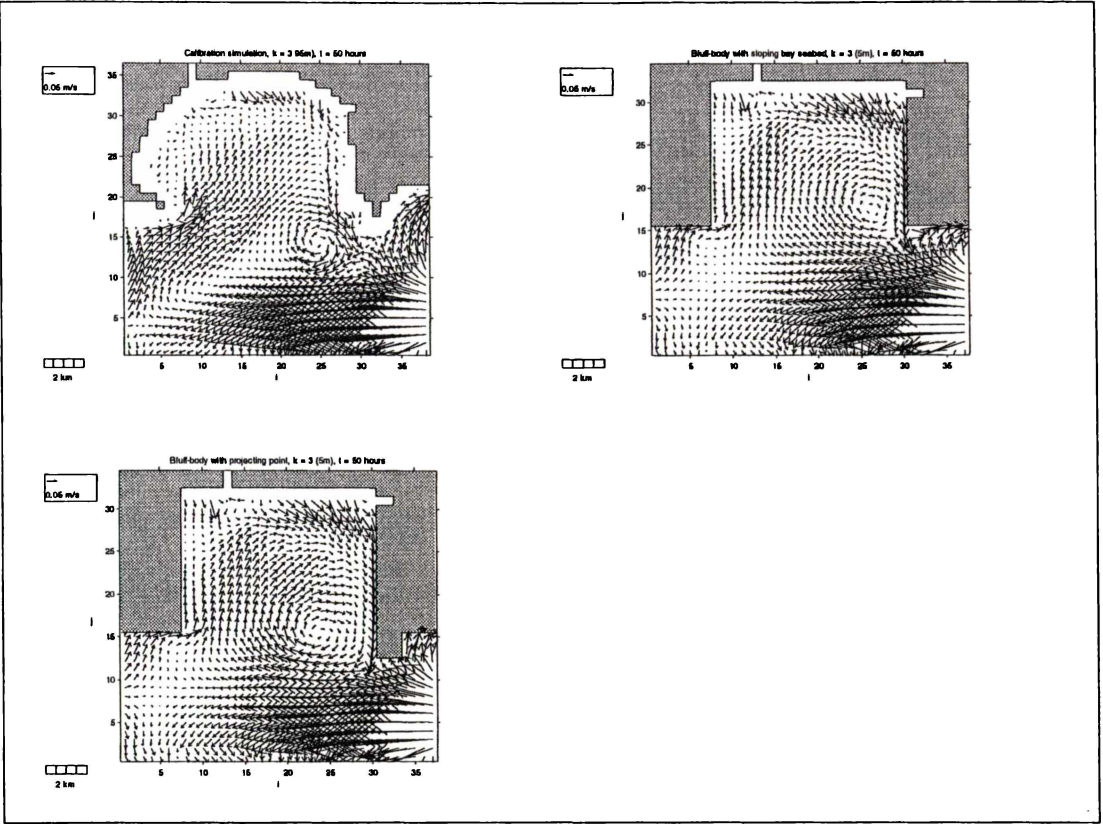 Calibration simulation, k = 3 95m), t = 50 hours
0.05 m/s
35
30
25
20
15
10
5
j
5 10 15 20 25 30 35
i
2 km
Bluff-body with sloping bay seabed, k = 3 (5m), t = 50 hours
0.05 m/s
30
25
20
15
10
5
j
5 10 15 20 25 30 35
i
2 km
Bluff-body with projecting point, k = 3 (5m), t = 50 hours
0.05 m/s
30
25
20
15
10
5
j
5 10 15 20 25 30 35
i
2 km